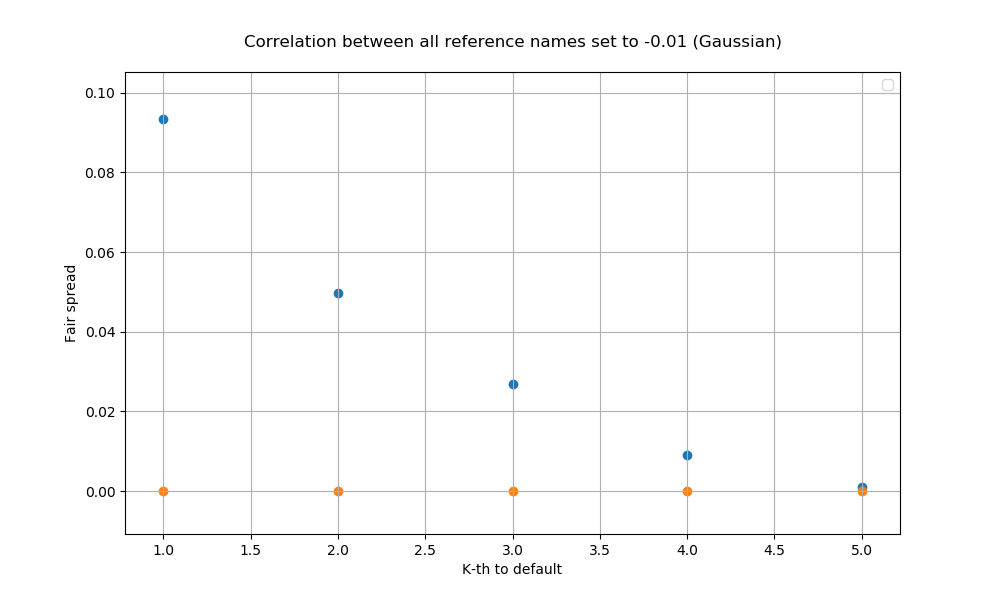 Correlation between all reference names set to -0.01 (Gaussian)
0.10
0.08
0.06
0.04
0.02
0.00
Fair spread
1.0 1.5 2.0 2.5 3.0 3.5 4.0 4.5 5.0
K-th to default